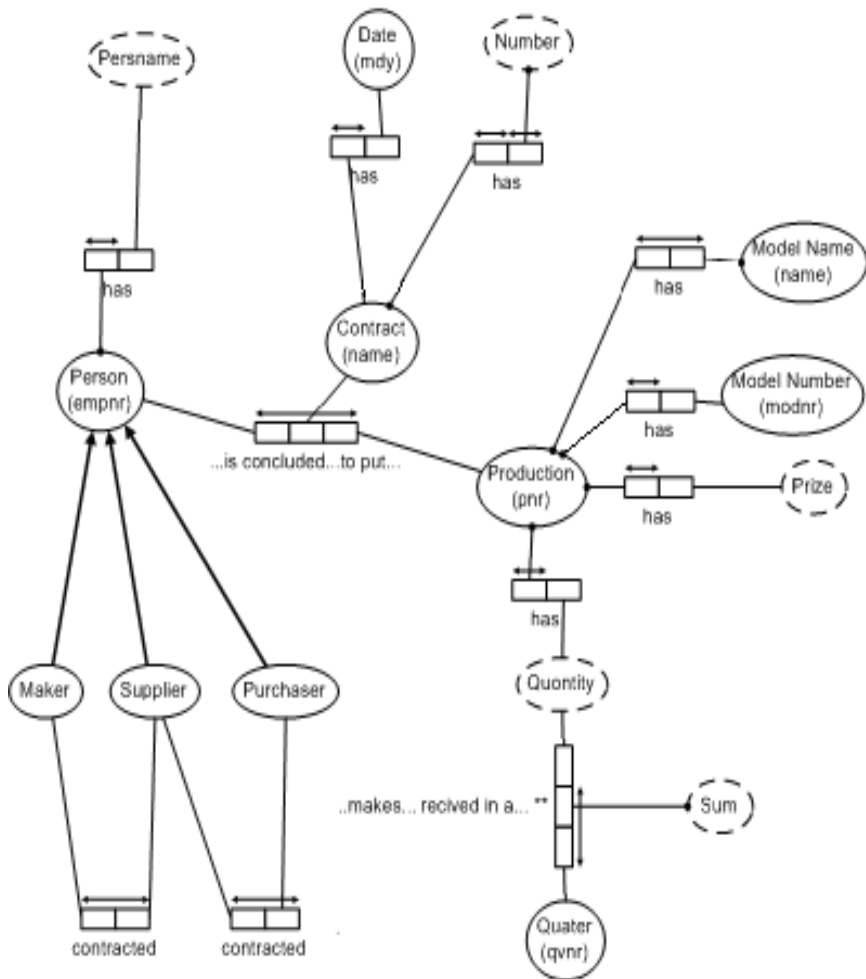 Persname
Date
(mdy)
Number
has
has
has
Model Name
(name)
has
Contract
(name)
Person
(empnr)
Model Number
(modnr)
has
...is concluded...to put...
Production
(pnr)
Prize
has
has
Maker
Supplier
Purchaser
Quontity
..makes... recived in a...
Sum
Quater
(qvnr)
contracted
contracted